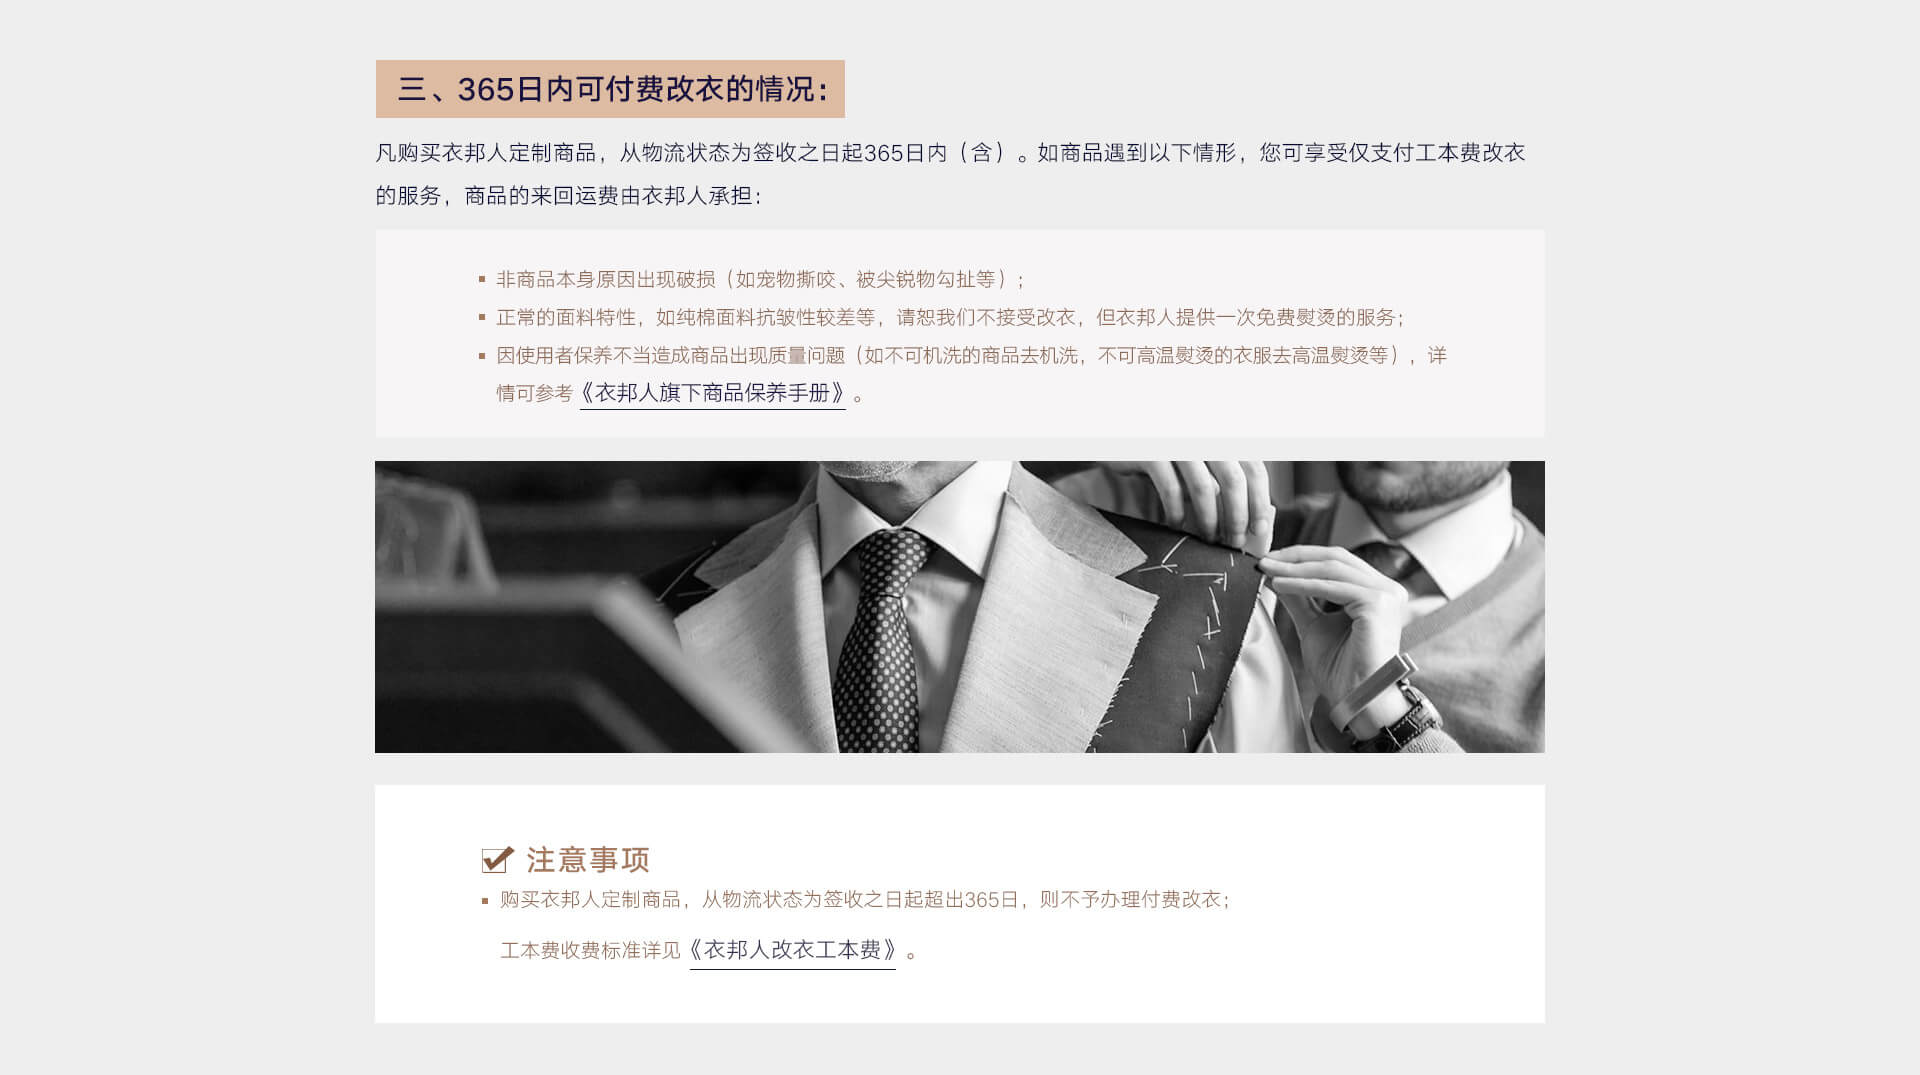 三、365日内可付费改衣的情况：
凡购买衣邦人定制商品，从物流状态为签收之日起365日内（含）。如商品遇到以下情形，您可享受仅支付工本费改衣
的服务，商品的来回运费由衣邦人承担：
非商品本身原因出现破损（如宠物撕咬、被尖锐物勾扯等）；
正常的面料特性，如纯棉面料抗皱性较差等，请恕我们不接受改衣，但衣邦人提供一次免费熨烫的服务；
因使用者保养不当造成商品出现质量问题（如不可机洗的商品去机洗，不可高温熨烫的衣服去高温熨烫等），详
情可参考《衣邦人旗下商品保养手册》。
注意事项
购买衣邦人定制商品，从物流状态为签收之日起超出365日，则不予办理付费改衣；
工本费收费标准详见《衣邦人改衣工本费》。